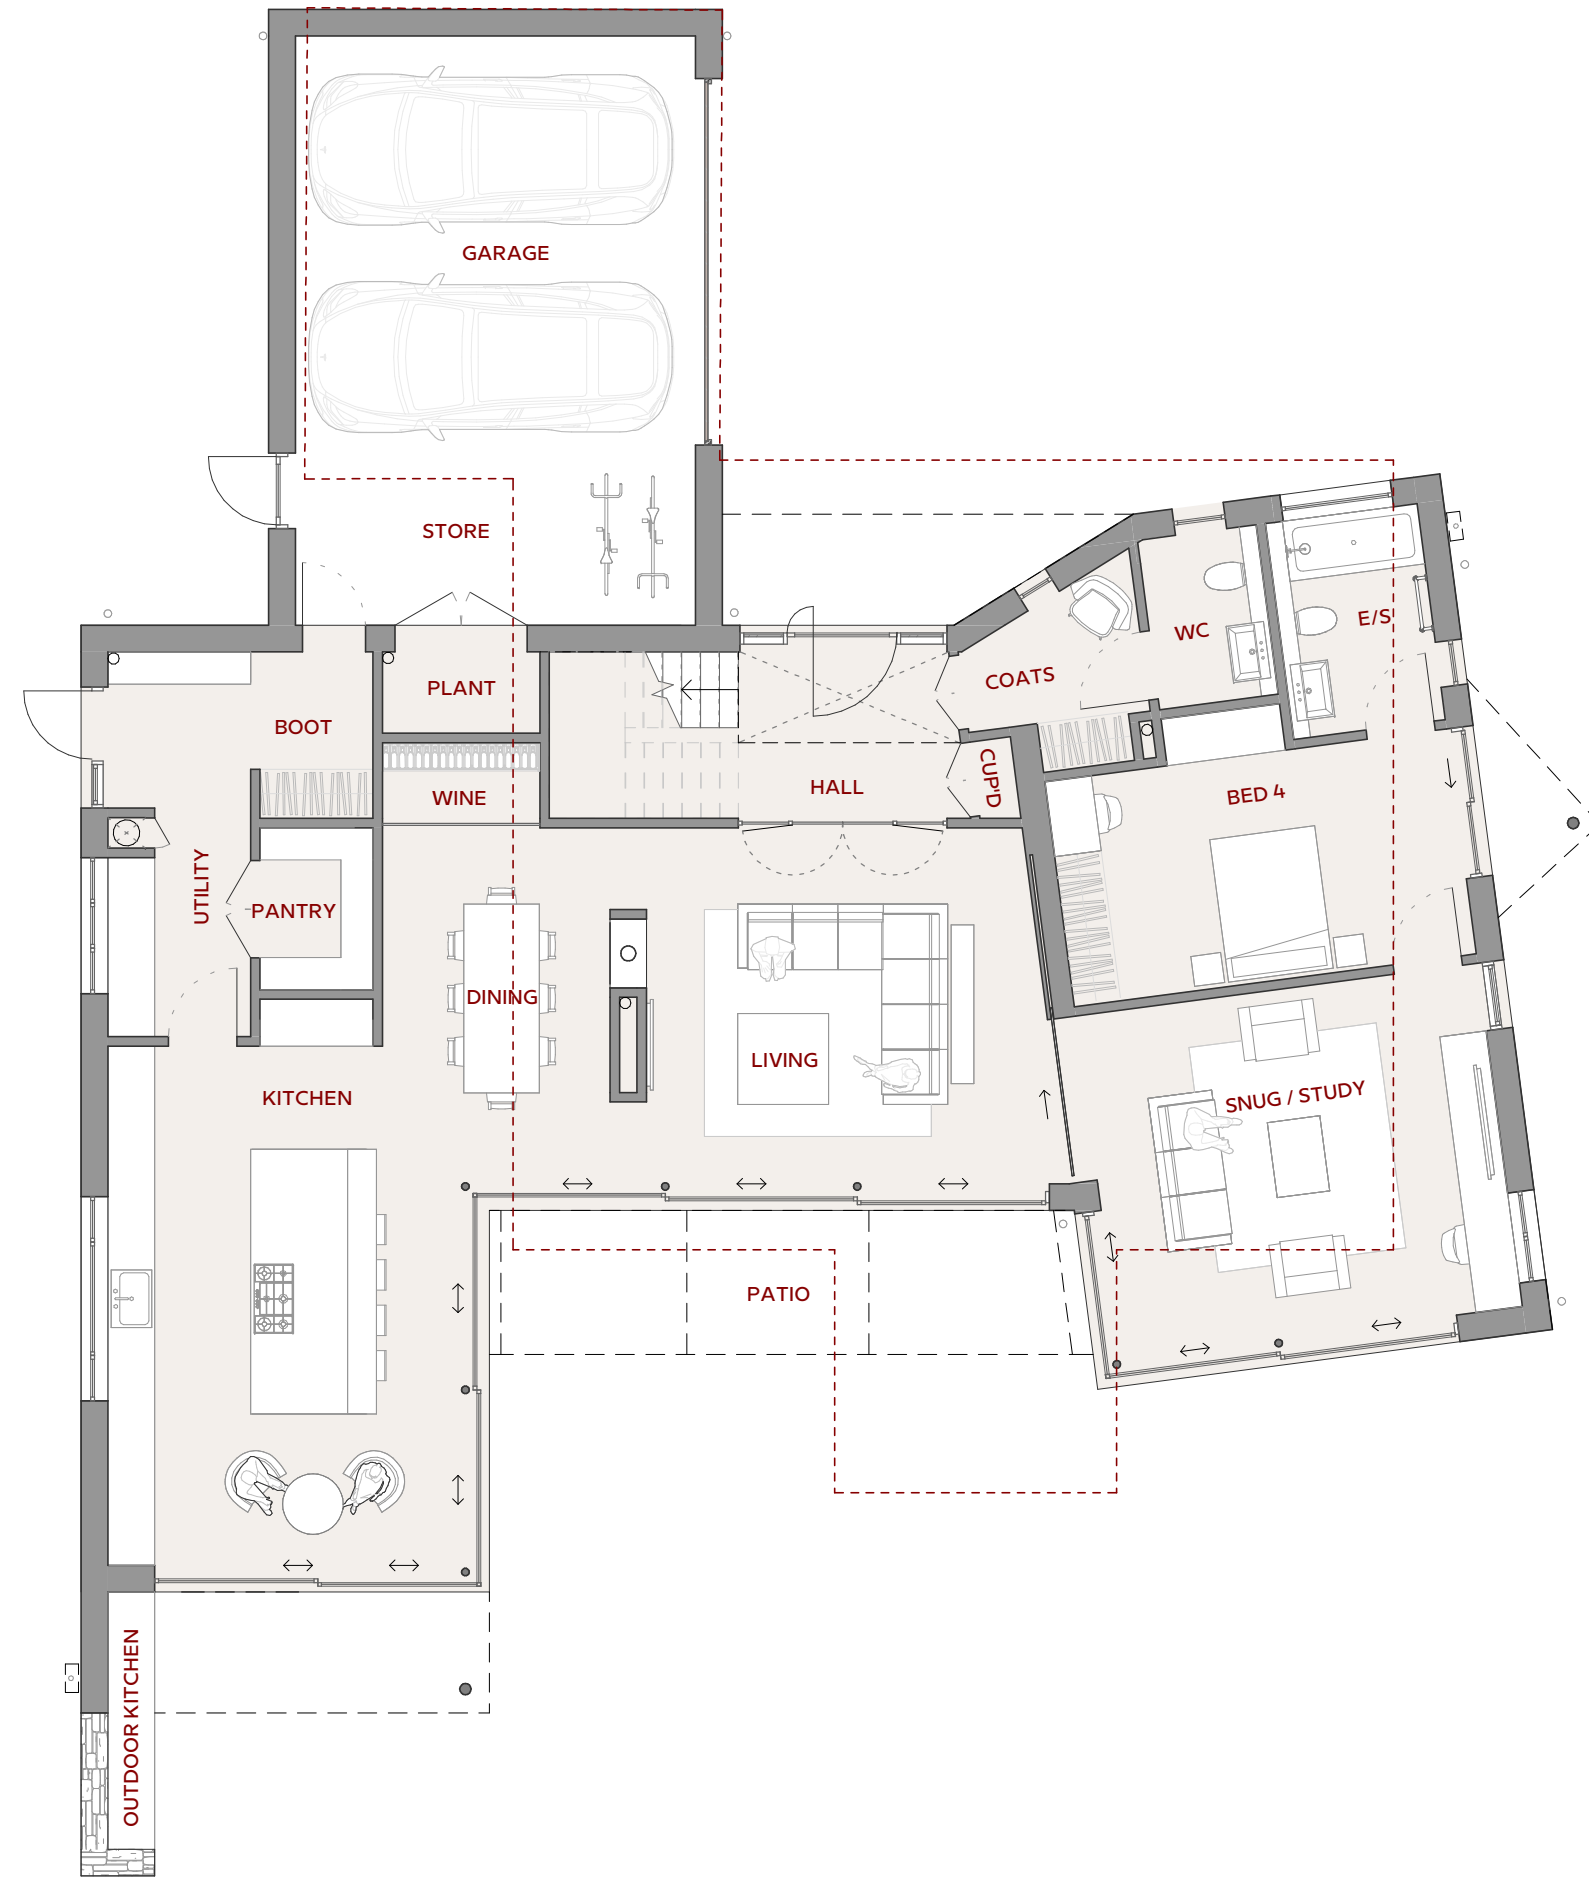 GARAGE
STORE
WC
E/S
COATS
PLANT
BOOT
HALL
CUP'D
WINE
BED 4
UTILITY
PANTRY
DINING
LIVING
KITCHEN
SNUG / STUDY
PATIO
OUTDOOR KITCHEN